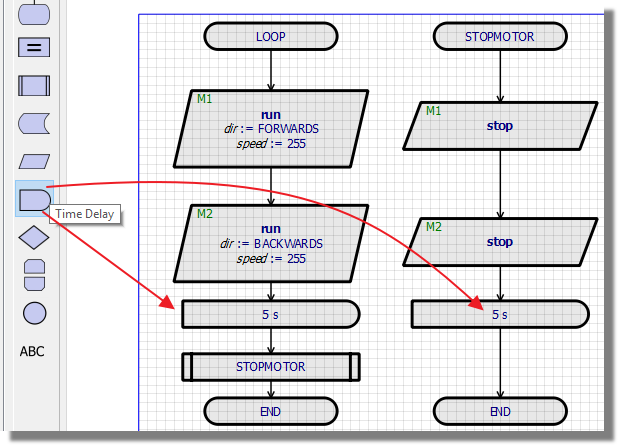 LOOP
M1
run
dir := FORWARDS
speed := 255
M2
run
dir := BACKWARDS
speed := 255
5 s
STOPMOTOR
END
STOPMOTOR
M1
stop
M2
stop
5 s
END
Time Delay
ABC